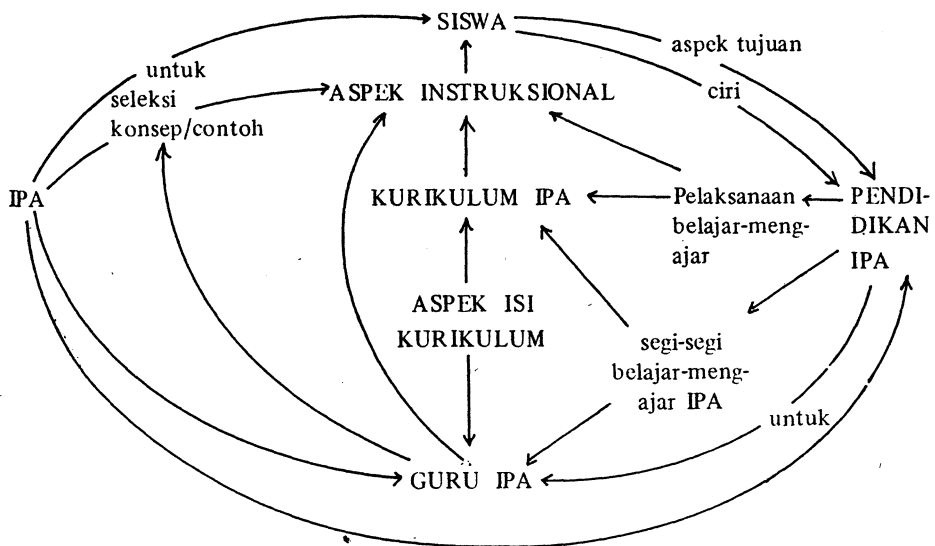 SISWA
aspek tujuan
untuk
ciri
seleksi
konsep/contoh
ASPEK INSTRUKSIONAL
IPA
KURIKULUM IPA
Pelaksanaan
belajar-meng-
ajar
PENDI-
DIKAN
IPA
ASPEK ISI
KURIKULUM
segi-segi
belajar-meng-
ajar IPA
untuk
GURU IPA